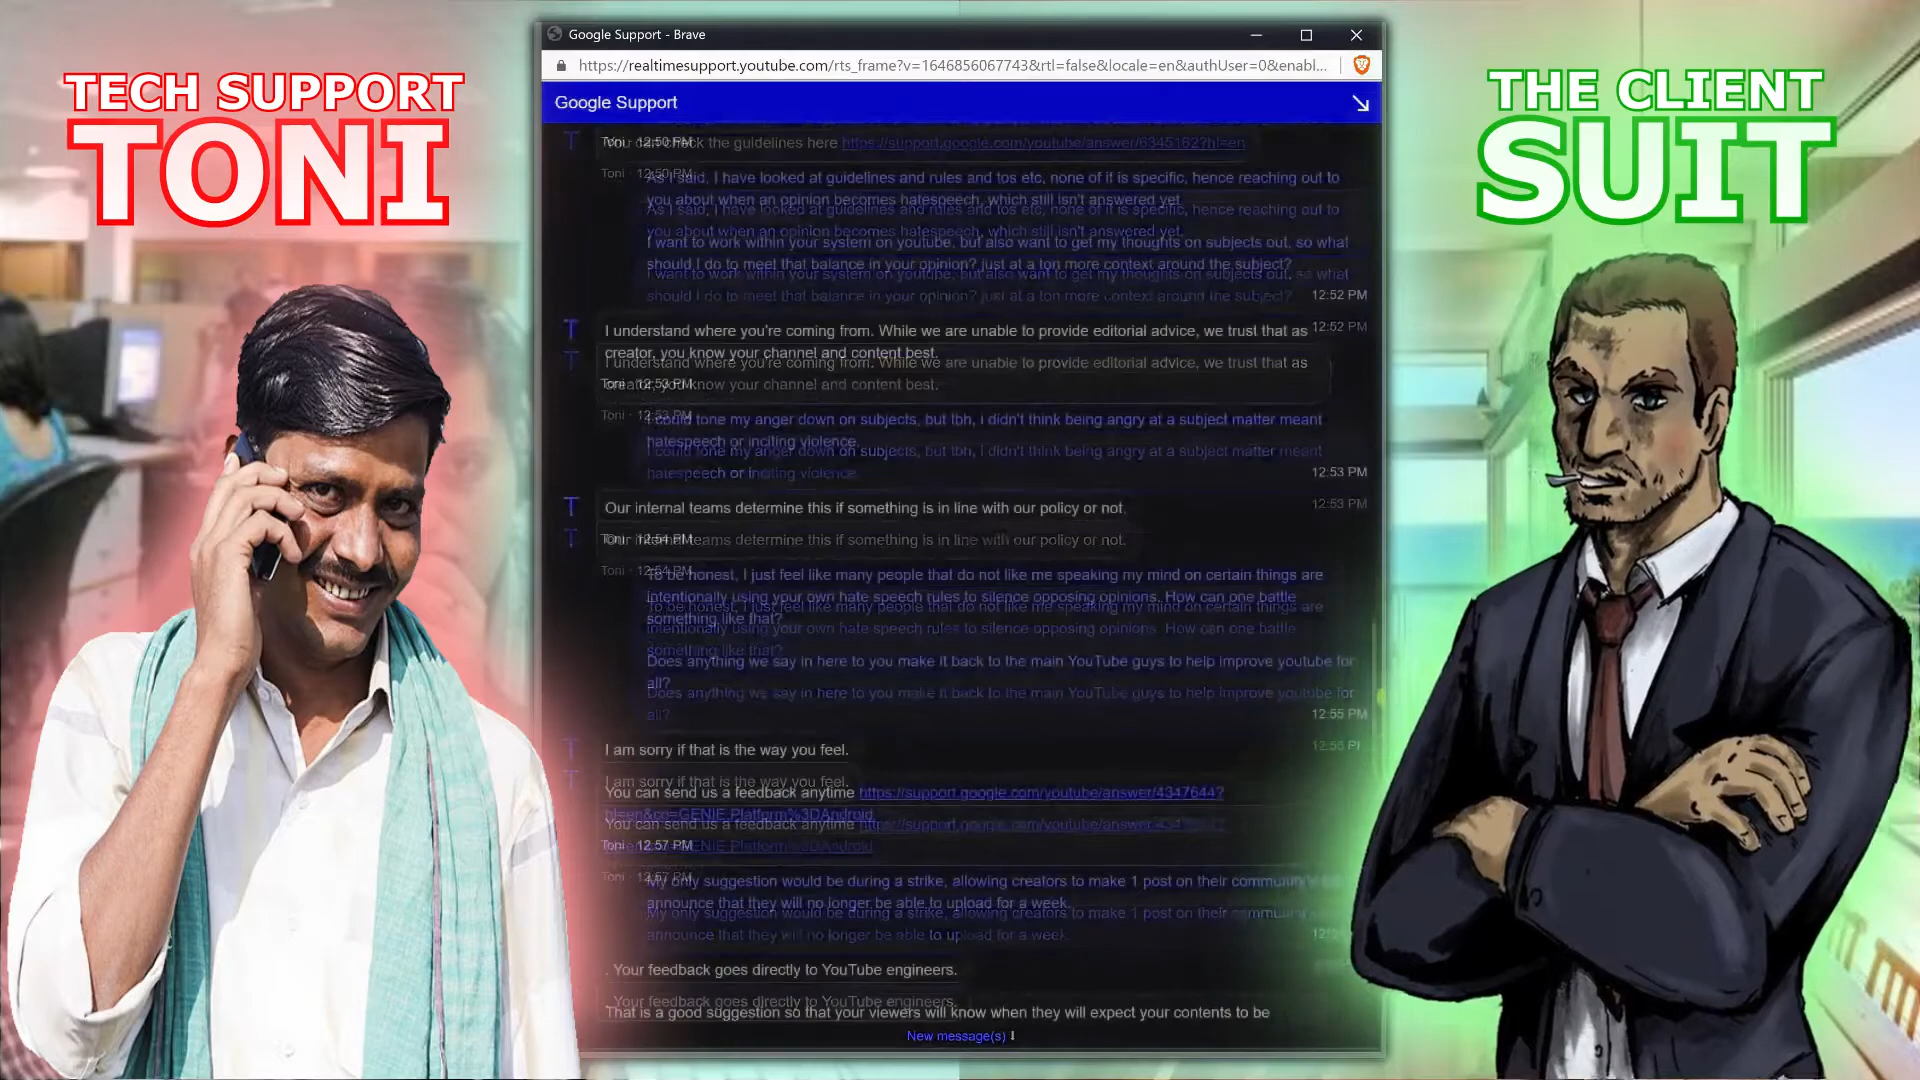 TECH SUPPORT
TONI
THE CLIENT
SUIT
Google Support - Brave
https://realtimesupport.youtube.com/rts_frame?v=1646856067743&rtl=false&locale=en&authUser=0&enabl...
Google Support
You can check the guidelines here https://support.google.com/youtube/answer/6345162?hl=en
Toni · 12:50 PM
As I said, I have looked at guidelines and rules and tos etc, none of it is specific, hence reaching out to
you about when an opinion becomes hatespeech, which still isn't answered yet.
I want to work within your system on youtube, but also want to get my thoughts on subjects out, so what
should I do to meet that balance in your opinion? just at a ton more context around the subject?
12:52 PM
I understand where you're coming from. While we are unable to provide editorial advice, we trust that as
creator, you know your channel and content best.
Toni · 12:53 PM
I could tone my anger down on subjects, but tbh, i didn't think being angry at a subject matter meant
hatespeech or inciting violence.
12:53 PM
Our internal teams determine this if something is in line with our policy or not.
Toni · 12:54 PM
To be honest, I just feel like many people that do not like me speaking my mind on certain things are
intentionally using your own hate speech rules to silence opposing opinions. How can one battle
something like that?
Does anything we say in here to you make it back to the main YouTube guys to help improve youtube for
all?
12:55 PM
I am sorry if that is the way you feel.
You can send us a feedback anytime https://support.google.com/youtube/answer/4347644?
hl=en&co=GENIE.Platform%3DAndroid
Toni · 12:57 PM
My only suggestion would be during a strike, allowing creators to make 1 post on their
announce that they will no longer be able to upload for a week.
. Your feedback goes directly to YouTube engineers.
That is a good suggestion so that your viewers will know when they will expect your contents to be
New message(s) ⬇